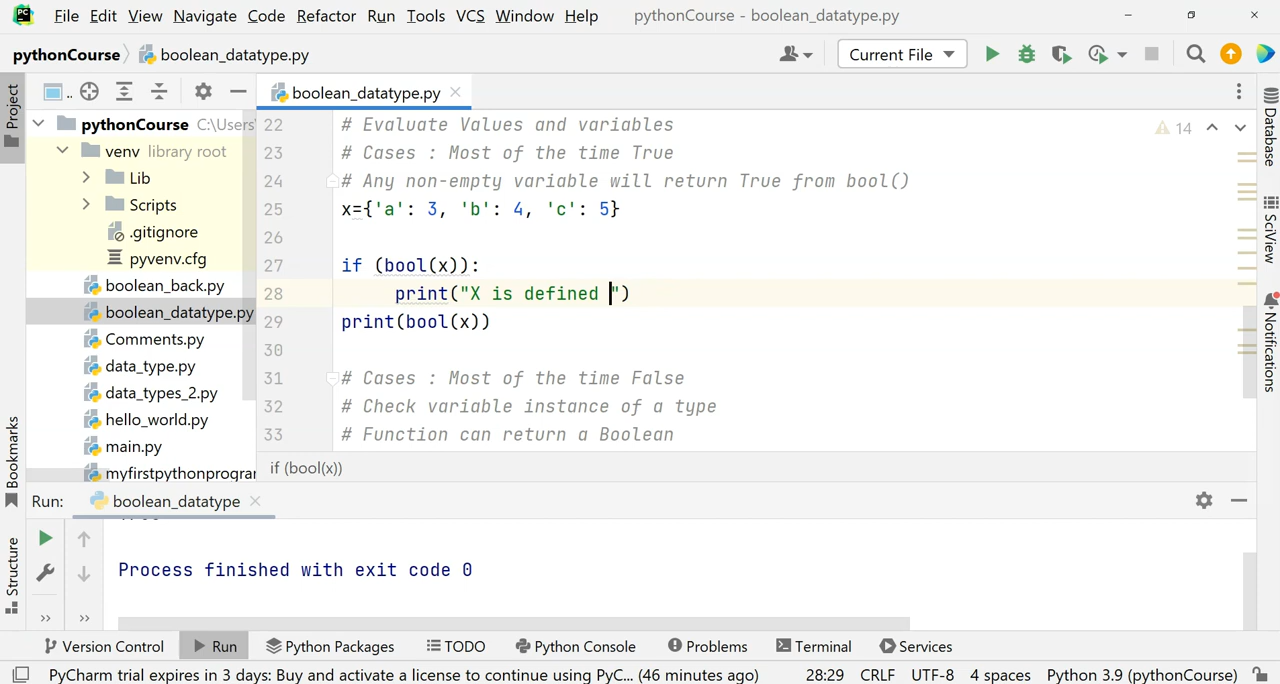 PC File Edit View Navigate Code Refactor Run Tools VCS Window Help pythonCourse - boolean_datatype.py
pythonCourse boolean_datatype.py Current File
Project .. boolean_datatype.py
pythonCourse C:\Users
venv library root
Lib
Scripts
.gitignore
pyvenv.cfg
boolean_back.py
boolean_datatype.py
Comments.py
data_type.py
data_types_2.py
hello_world.py
main.py
myfirstpythonprogra
22 # Evaluate Values and variables
23 # Cases : Most of the time True
24 # Any non-empty variable will return True from bool()
25 x={'a': 3, 'b': 4, 'c': 5}
26
27 if (bool(x)):
28 print("X is defined ")
29 print(bool(x))
30
31 # Cases : Most of the time False
32 # Check variable instance of a type
33 # Function can return a Boolean
14
if (bool(x))
Database
SciView
Notifications
Bookmarks
Structure
Run: boolean_datatype
Process finished with exit code 0
Version Control Run Python Packages TODO Python Console Problems Terminal Services
PyCharm trial expires in 3 days: Buy and activate a license to continue using PyC... (46 minutes ago) 28:29 CRLF UTF-8 4 spaces Python 3.9 (pythonCourse)